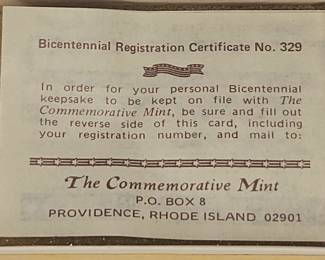 Bicentennial Registration Certificate No. 329
In order for your personal Bicentennial
keepsake to be kept on file with The
Commemorative Mint, be sure and fill out
the reverse side of this card, including
your registration number, and mail to:
The Commemorative Mint
P.O. BOX 8
PROVIDENCE, RHODE ISLAND 02901